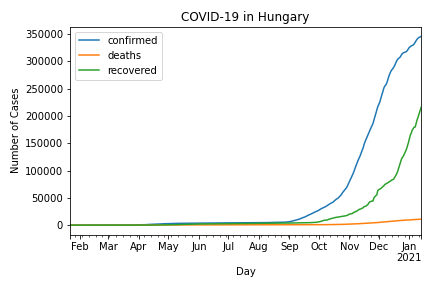 COVID-19 in Hungary
confirmed
deaths
recovered
Number of Cases
350000
300000
250000
200000
150000
100000
50000
0
Feb Mar Apr May Jun Jul Aug Sep Oct Nov Dec Jan
2021
Day